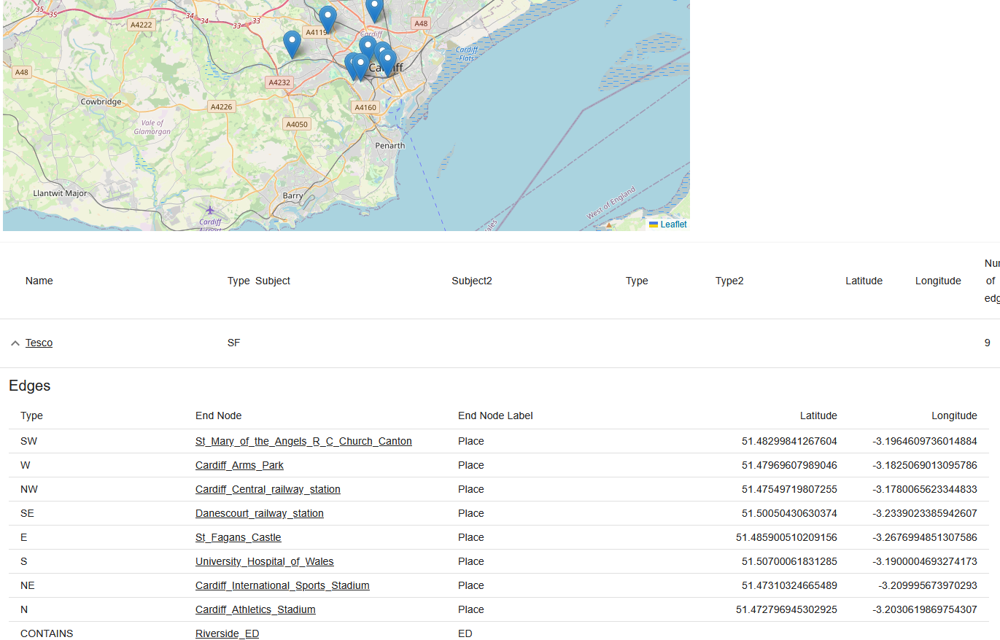 35
35
A4222
34
34
33
33
A4119
Cardiff
A48
Cardiff
Flats
A48
A4232
Cowbridge
A4226
A4160
Vale of
Glamorgan
A4050
Penarth
Llantwit Major
Barry
West of England
Cardiff
Airport
Leaflet
Name Type Subject Subject2 Type Type2 Latitude Longitude
of
Tesco SF 9
Edges
Type End Node End Node Label Latitude Longitude
SW St_Mary_of_the_Angels_R_C_Church_Canton Place 51.48299841267604 -3.1964609736014884
W Cardiff_Arms_Park Place 51.47969607989046 -3.1825069013095786
NW Cardiff_Central_railway_station Place 51.47549719807255 -3.1780065623344833
SE Danescourt_railway_station Place 51.50050430630374 -3.2339023385942607
E St_Fagans_Castle Place 51.485900510209156 -3.2676994851307586
S University_Hospital_of_Wales Place 51.50700061831285 -3.1900004693274173
NE Cardiff_International_Sports_Stadium Place 51.47310324665489 -3.209995673970293
N Cardiff_Athletics_Stadium Place 51.472796945302925 -3.2030619869754307
CONTAINS Riverside_ED ED